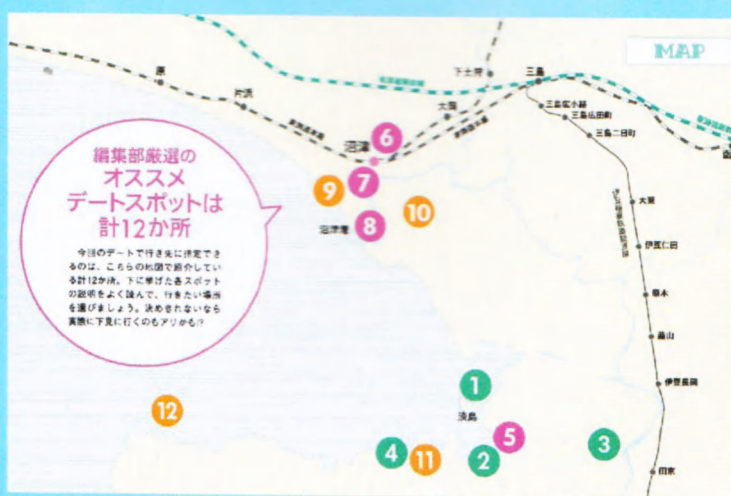 MAP
原
片浜
下土狩
三島
大岡
三島広小路
三島田町
三島二日町
沼津
6
7
9
10
8
沼津港
大場
伊豆仁田
原木
韮山
伊豆長岡
田京
編集部厳選の
オススメ
デートスポットは
計12か所
今回のデートで行き先に指定でき
るのは、こちらの地図で紹介してい
る計12か所。下に挙げた各スポット
の説明をよく読んで、行きたい場所
を選びましょう。決めきれないなら
実際に下見に行くのもアリかも!?
1
淡島
12
4
11
2
5
3